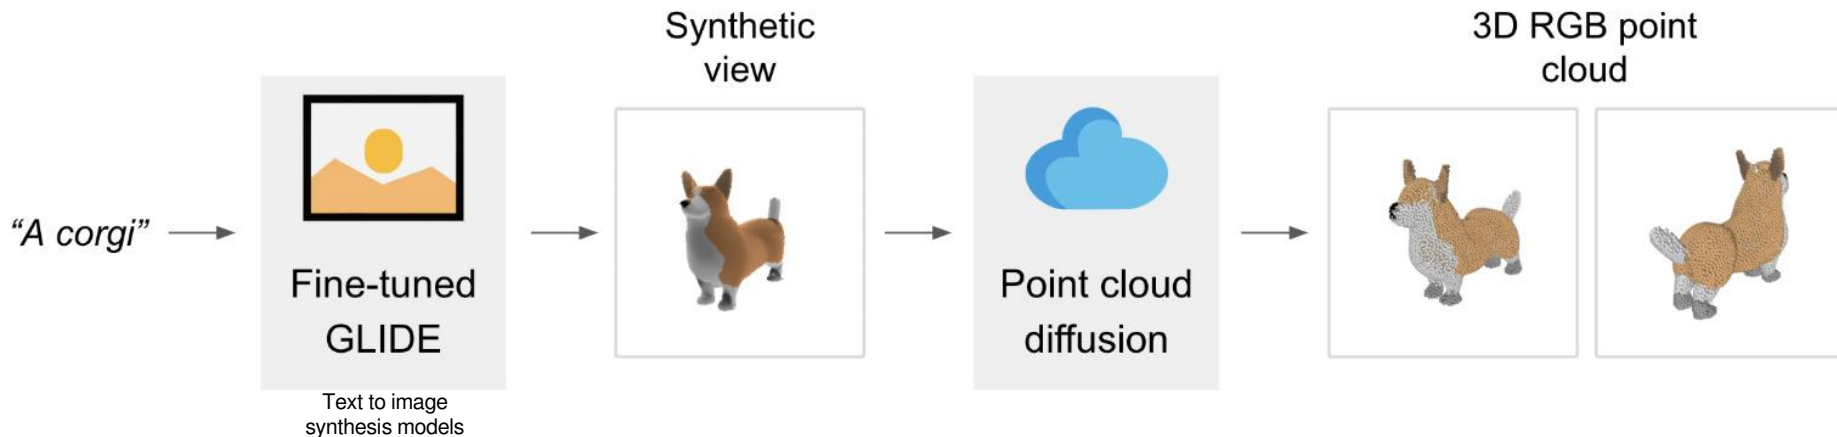 “A corgi”
Fine-tuned
GLIDE
Text to image
synthesis models
Synthetic
view
Point cloud
diffusion
3D RGB point
cloud